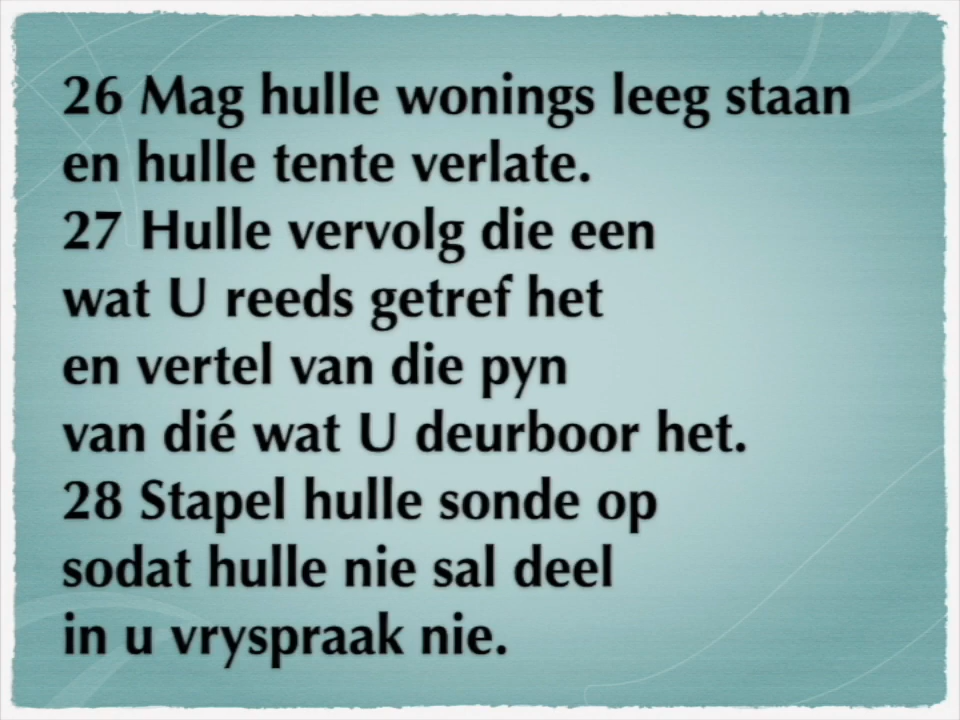 26 Mag hulle wonings leeg staan
en hulle tente verlate.
27 Hulle vervolg die een
wat U reeds getref het
en vertel van die pyn
van dié wat U deurboor het.
28 Stapel hulle sonde op
sodat hulle nie sal deel
in u vryspraak nie.